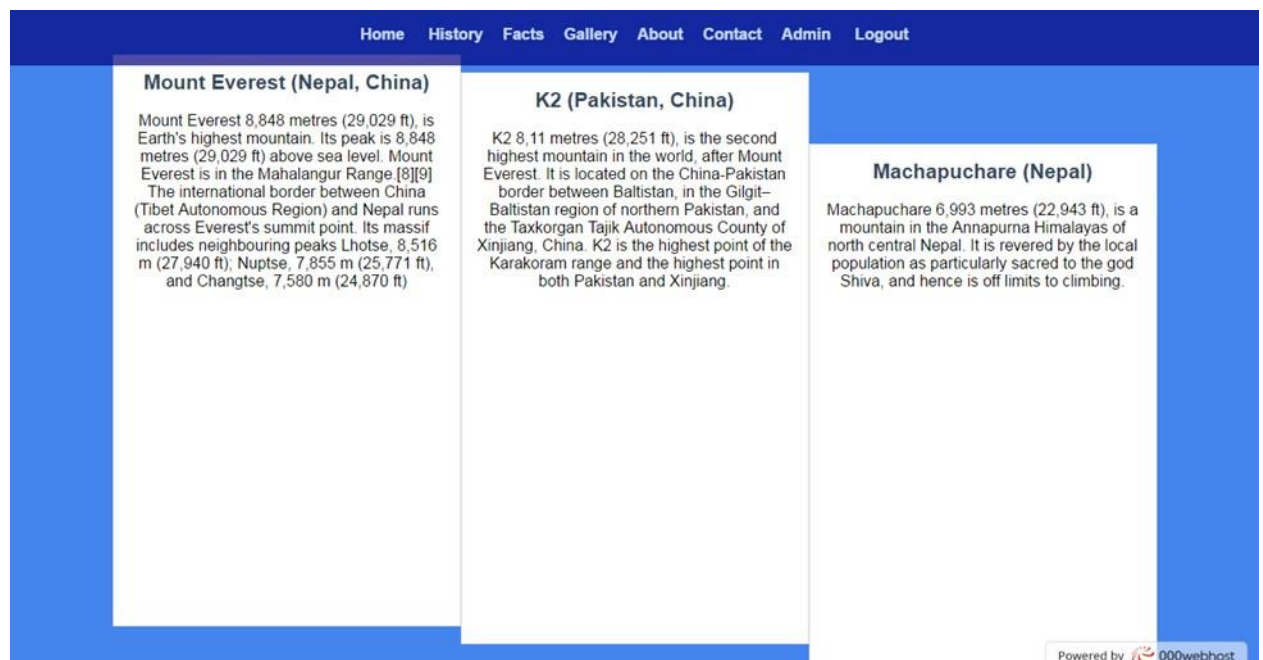 Home History Facts Gallery About Contact Admin Logout
Mount Everest (Nepal, China)
Mount Everest 8,848 metres (29,029 ft), is
Earth's highest mountain. Its peak is 8,848
metres (29,029 ft) above sea level. Mount
Everest is in the Mahalangur Range.[8][9]
The international border between China
(Tibet Autonomous Region) and Nepal runs
across Everest's summit point. Its massif
includes neighbouring peaks Lhotse, 8,516
m (27,940 ft); Nuptse, 7,855 m (25,771 ft),
and Changtse, 7,580 m (24,870 ft)
K2 (Pakistan, China)
K2 8,11 metres (28,251 ft), is the second
highest mountain in the world, after Mount
Everest. It is located on the China-Pakistan
border between Baltistan, in the Gilgit–
Baltistan region of northern Pakistan, and
the Taxkorgan Tajik Autonomous County of
Xinjiang, China. K2 is the highest point of the
Karakoram range and the highest point in
both Pakistan and Xinjiang.
Machapuchare (Nepal)
Machapuchare 6,993 metres (22,943 ft), is a
mountain in the Annapurna Himalayas of
north central Nepal. It is revered by the local
population as particularly sacred to the god
Shiva, and hence is off limits to climbing.
Powered by 000webhost